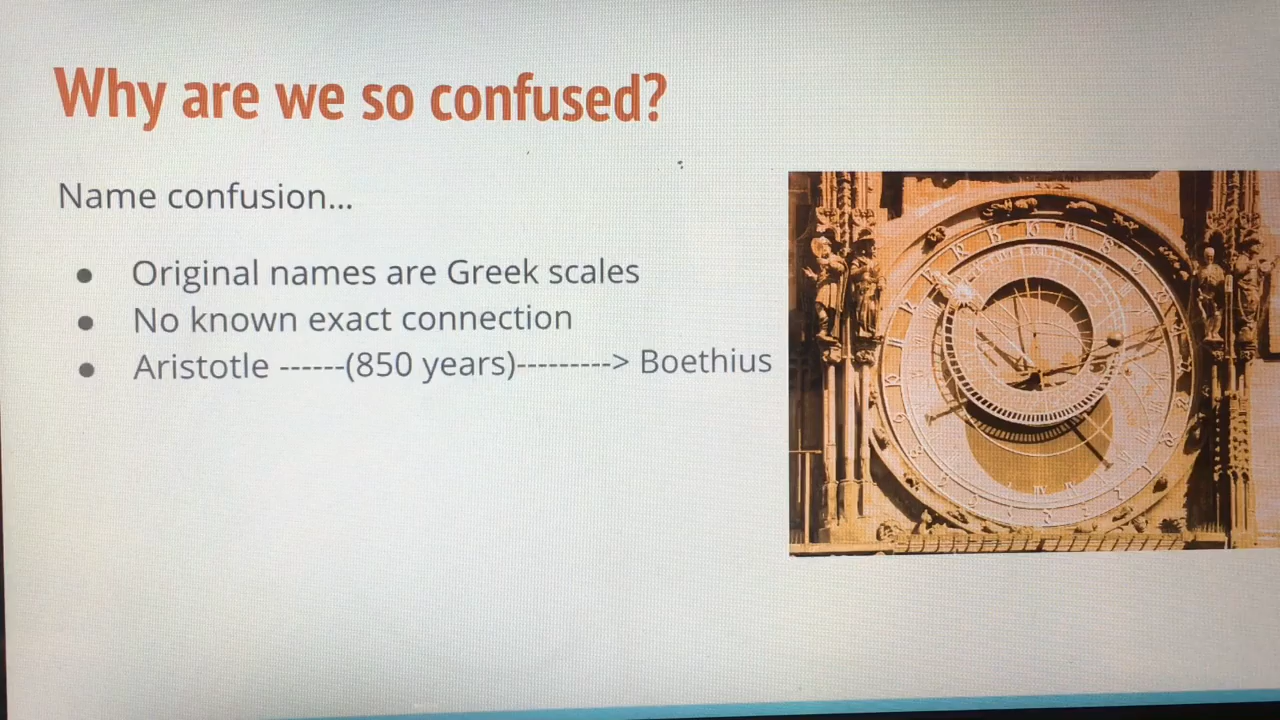 Why are we so confused?
Name confusion...
● Original names are Greek scales
● No known exact connection
● Aristotle ------(850 years)---------> Boethius